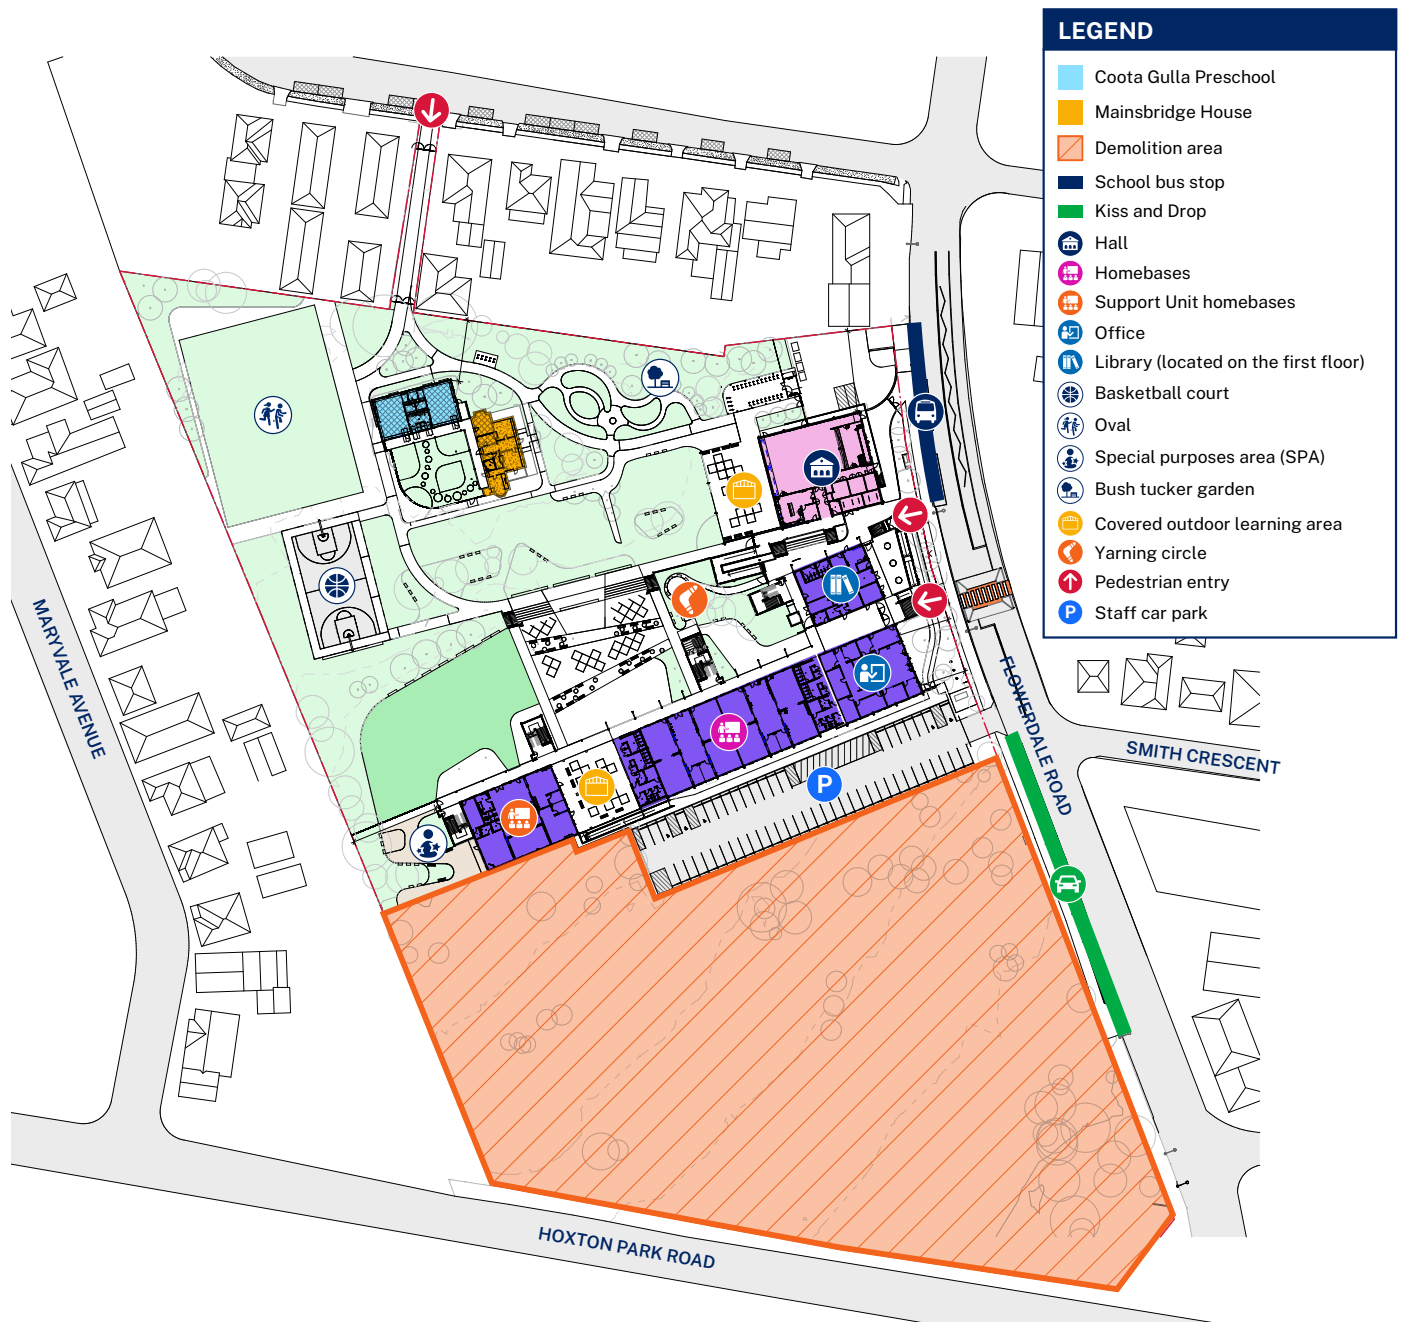 LEGEND
Coota Gulla Preschool
Mainsbridge House
Demolition area
School bus stop
Kiss and Drop
Hall
Homebases
Support Unit homebases
Office
Library (located on the first floor)
Basketball court
Oval
Special purposes area (SPA)
Bush tucker garden
Covered outdoor learning area
Yarning circle
Pedestrian entry
P Staff car park
MARYVALE AVENUE
FLOWERDALE ROAD
SMITH CRESCENT
P
HOXTON PARK ROAD